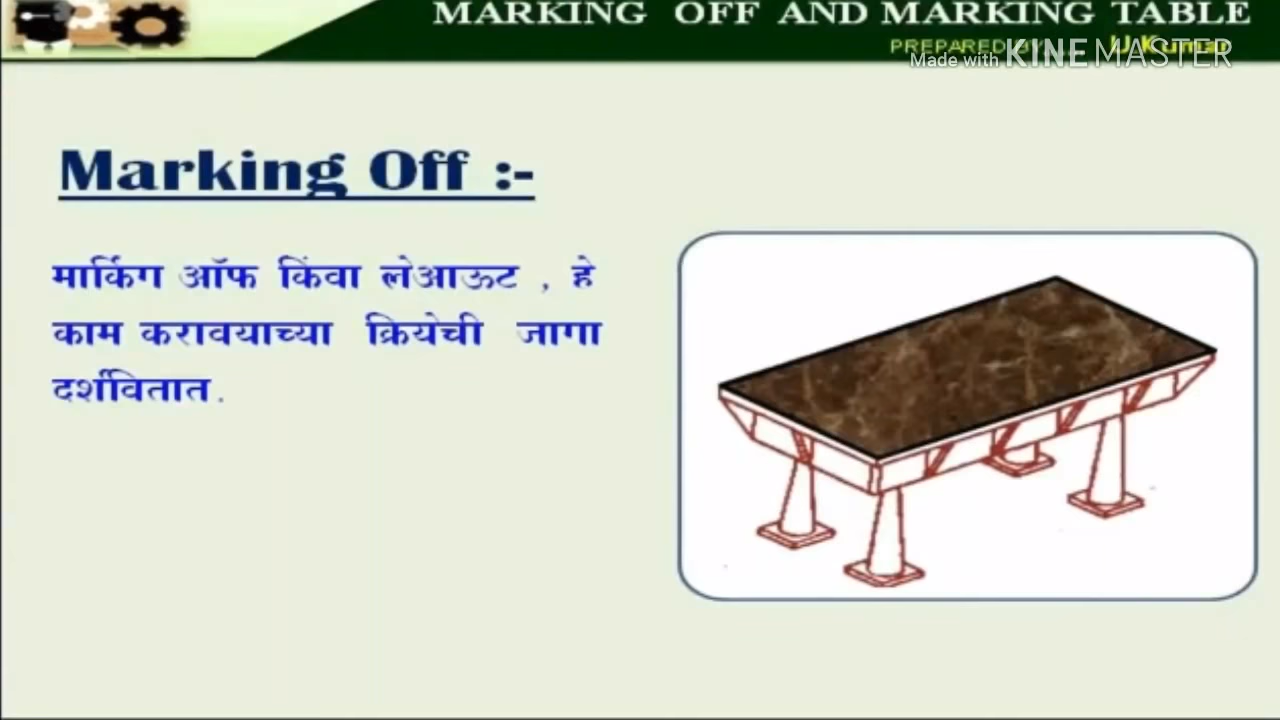 MARKING OFF AND MARKING TABLE
PREPARED BY
Made with KINEMASTER
Marking Off :-
मार्किंग ऑफ किंवा लेआऊट , हे
काम करावयाच्या क्रियेची जागा
दर्शवितात.